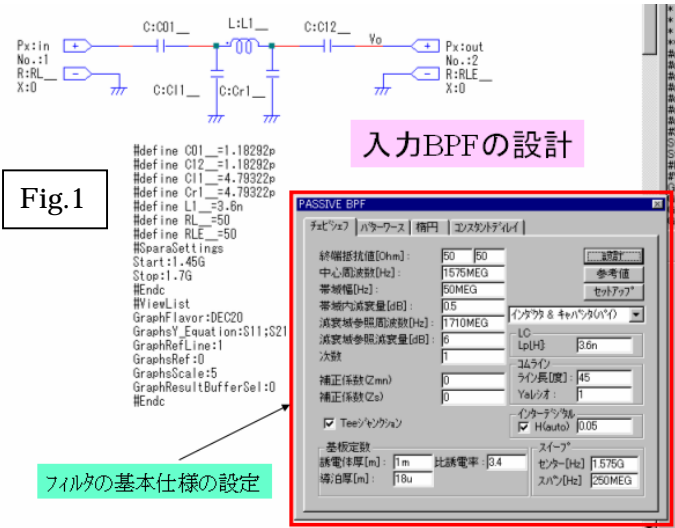 C:C01__
L:L1__
C:C12__
Px:in
No.:1
R:RL__
X:0
+
-
C:Cl1__
C:Cr1__
Vo
+
-
Px:out
No.:2
R:RLE__
X:0
入力BPFの設計
Fig.1
#define C01__=1.18292p
#define C12__=1.18292p
#define Cl1__=4.79322p
#define Cr1__=4.79322p
#define L1__=3.6n
#define RL__=50
#define RLE__=50
#SparaSettings
Start:1.45G
Stop:1.7G
#Endc
#ViewList
GraphFlavor:DEC20
GraphsY_Equation:S11;S21
GraphRefLine:1
GraphsRef:0
GraphsScale:5
GraphResultBufferSel:0
#Endc
フィルタの基本仕様の設定
PASSIVE BPF
チェビシェフ バターワース 楕円 コンスタントディレイ
終端抵抗値[Ohm]: 50 50
中心周波数[Hz]: 1575MEG
帯域幅[Hz]: 50MEG
帯域内減衰量[dB]: 0.5
減衰域参照周波数[Hz]: 1710MEG
減衰域参照減衰量[dB]: 6
次数 1
補正係数(Zmn) 0
補正係数(Zs) 0
Teeジャンクション
設計
参考値
セットアップ
インダクタ & キャパシタ(パイ)
LC
Lp[H]: 3.6n
コムライン
ライン長[度]: 45
Yaレシオ: 1
インターデジタル
H(auto) 0.05
基板定数
誘電体厚[m]: 1m 比誘電率: 3.4
導泊厚[m]: 18u
スイープ
センター[Hz] 1.575G
スパン[Hz] 250MEG